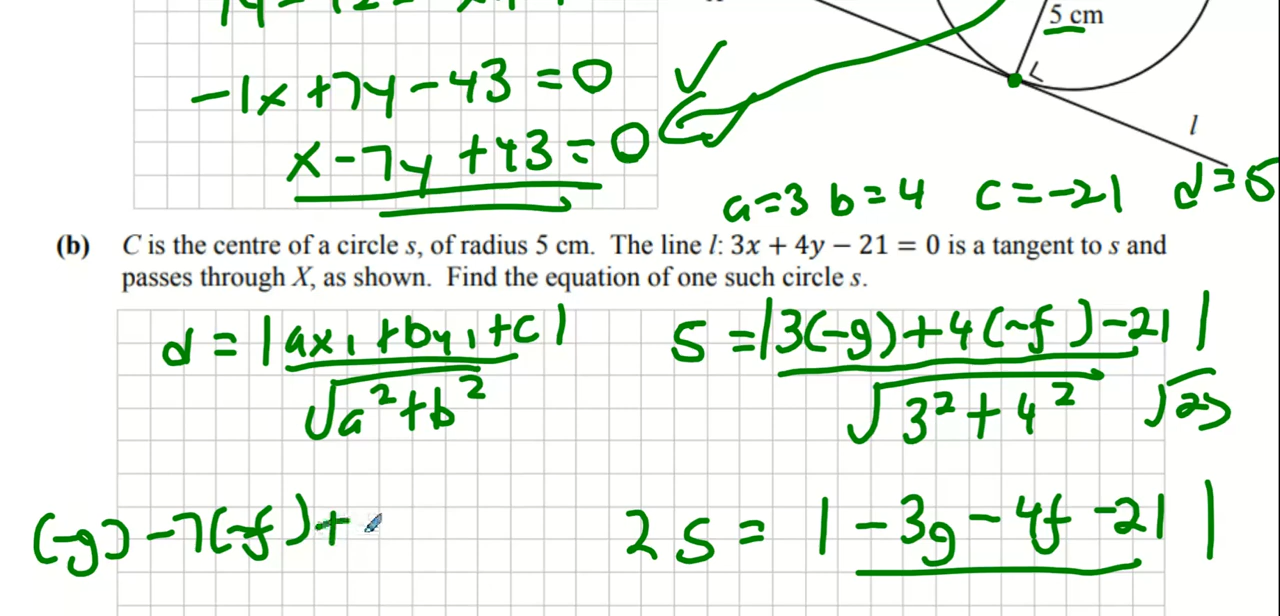 5 cm
-1x + 7y - 43 = 0
x - 7y + 43 = 0
l
a = 3 b = 4 c = -21 d = 5
(b) C is the centre of a circle s, of radius 5 cm. The line l: 3x + 4y − 21 = 0 is a tangent to s and
passes through X, as shown. Find the equation of one such circle s.
d = |ax₁ + by₁ + c| / √a² + b²
5 = |3(-g) + 4(-f) - 21| / √3² + 4² √25
(-g) - 7(-f) +
25 = |-3g - 4f - 21|